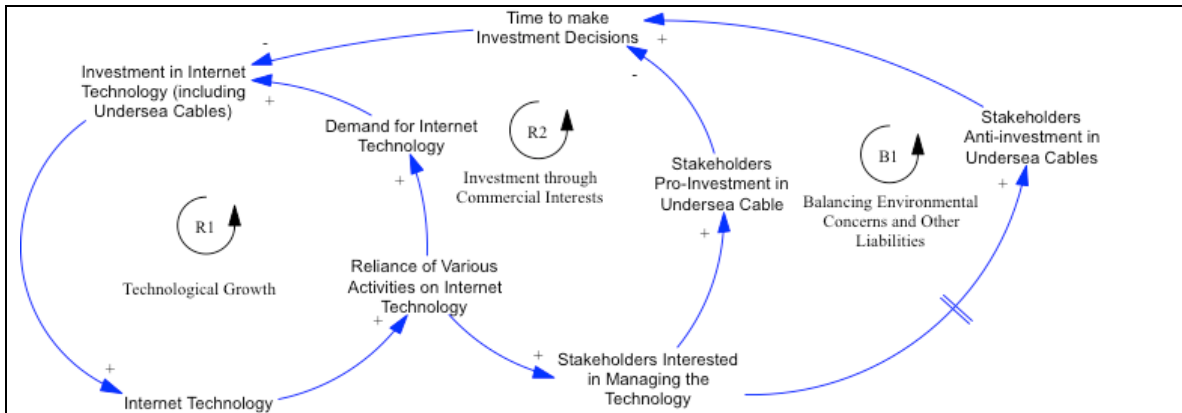 Time to make
Investment Decisions
+
-
Investment in Internet
Technology (including
Undersea Cables)
+
-
Demand for Internet
Technology
+
R2
Investment through
Commercial Interests
Stakeholders
Pro-Investment in
Undersea Cable
+
B1
Balancing Environmental
Concerns and Other
Liabilities
Stakeholders
Anti-investment in
Undersea Cables
+
R1
Technological Growth
Reliance of Various
Activities on Internet
Technology
+
+
Stakeholders Interested
in Managing the
Technology
+
Internet Technology